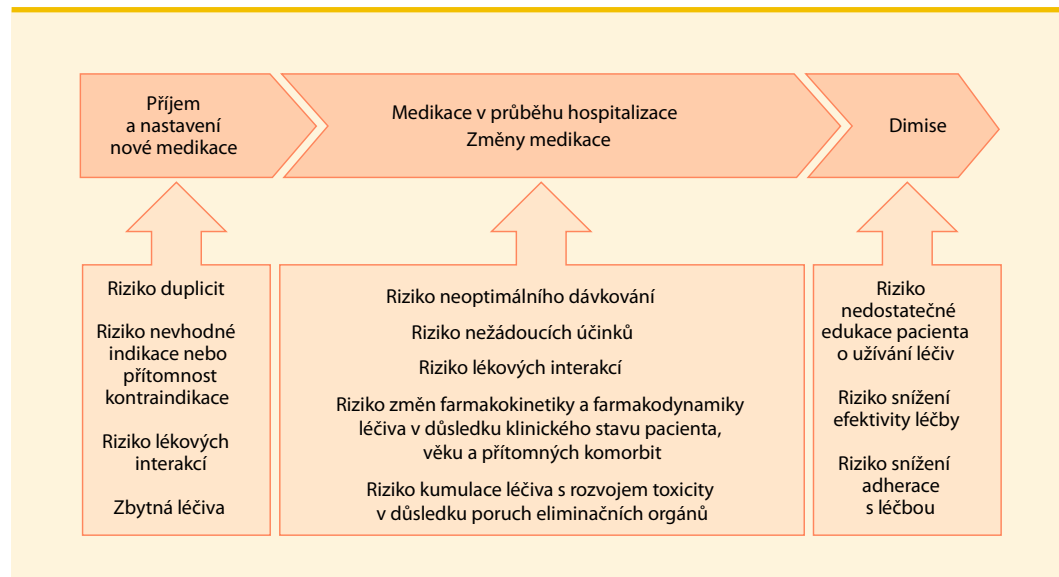 Příjem
a nastavení
nové medikace
Medikace v průběhu hospitalizace
Změny medikace
Dimise
Riziko duplicit
Riziko nevhodné
indikace nebo
přítomnost
kontraindikace
Riziko lékových
interakcí
Zbytná léčiva
Riziko neoptimálního dávkování
Riziko nežádoucích účinků
Riziko lékových interakcí
Riziko změn farmakokinetiky a farmakodynamiky
léčiva v důsledku klinického stavu pacienta,
věku a přítomných komorbit
Riziko kumulace léčiva s rozvojem toxicity
v důsledku poruch eliminačních orgánů
Riziko
nedostatečné
edukace pacienta
o užívání léčiv
Riziko snížení
efektivity léčby
Riziko snížení
adherace
s léčbou